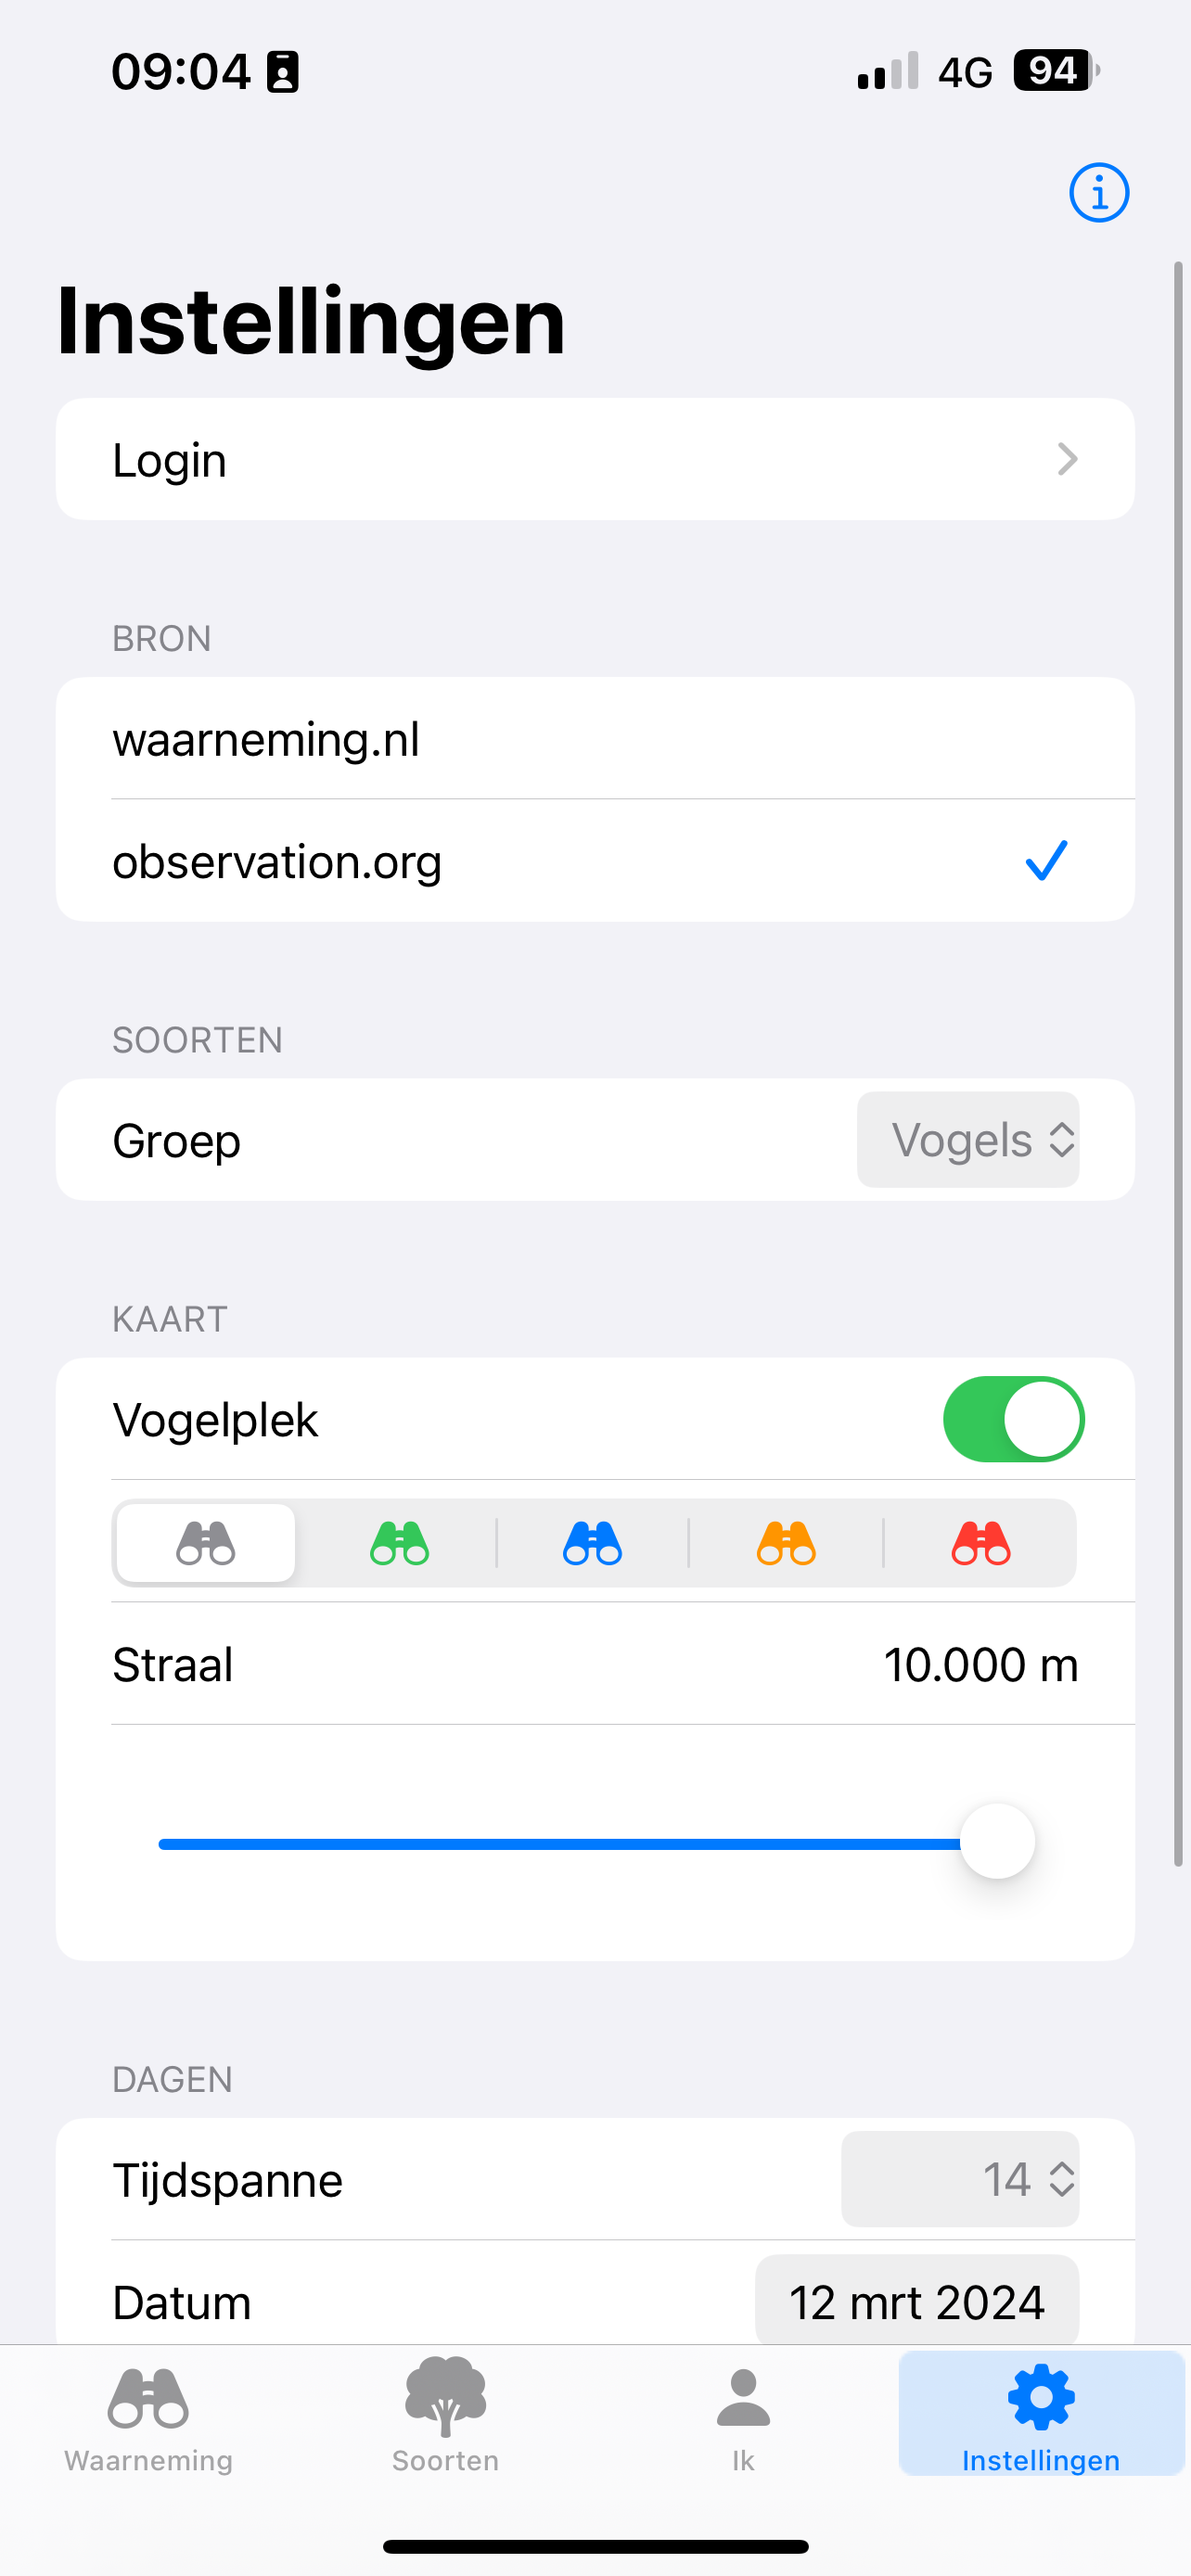 09:04
4G
94
Instellingen
Login
BRON
waarneming.nl
observation.org
SOORTEN
Groep
Vogels
KAART
Vogelplek
Straal
10.000 m
DAGEN
Tijdspanne
14
Datum
12 mrt 2024
Waarneming
Soorten
Ik
Instellingen